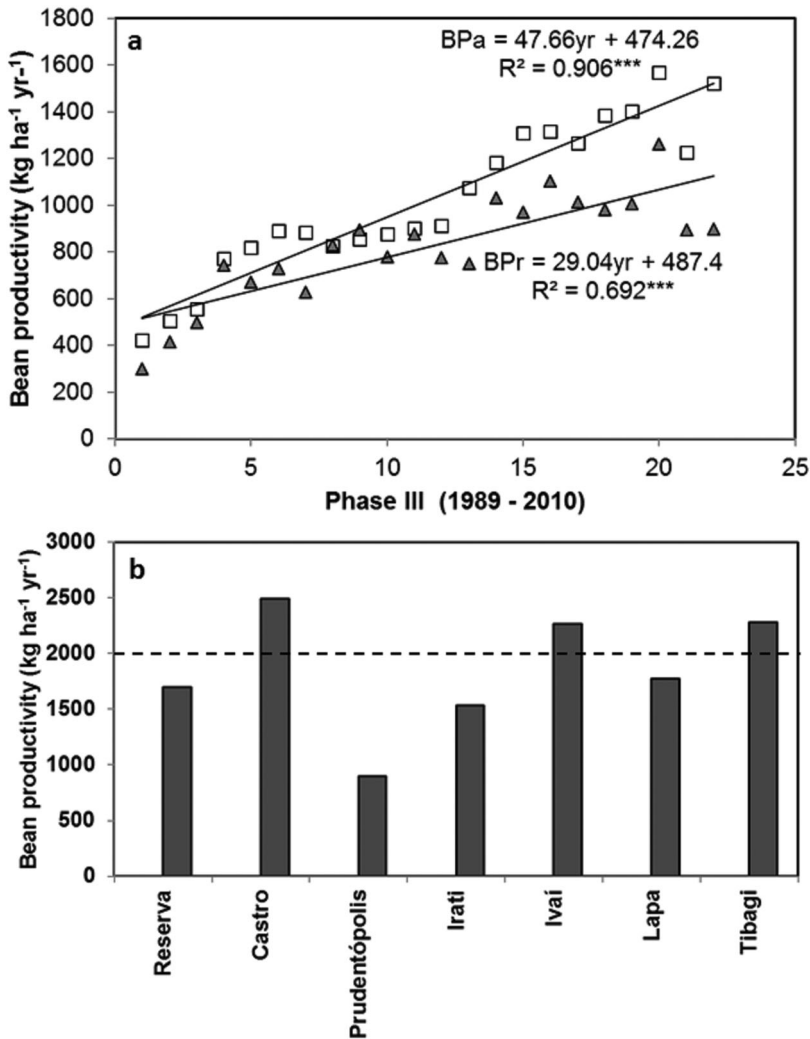 a
BPa = 47.66yr + 474.26
R² = 0.906***
BPr = 29.04yr + 487.4
R² = 0.692***
Bean productivity (kg ha⁻¹ yr-¹)
1800
1600
1400
1200
1000
800
600
400
200
0
0 5 10 15 20 25
Phase III (1989 - 2010)
b
Bean productivity (kg ha⁻¹ yr⁻¹)
3000
2500
2000
1500
1000
500
0
Reserva
Castro
Prudentópolis
Irati
Ivaí
Lapa
Tibagi